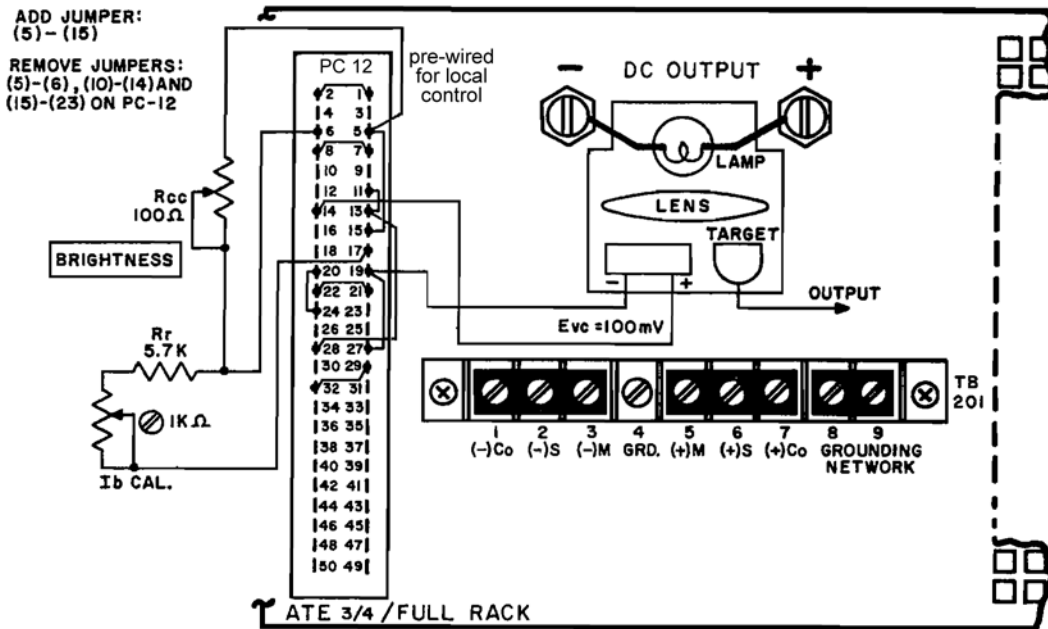 ADD JUMPER:
(5)-(15)
REMOVE JUMPERS:
(5)-(6), (10)-(14) AND
(15)-(23) ON PC-12
PC 12
pre-wired
for local
control
2 1
4 3
6 5
8 7
10 9
12 11
14 13
16 15
18 17
20 19
22 21
24 23
26 25
28 27
30 29
32 31
34 33
36 35
38 37
40 39
42 41
44 43
46 45
48 47
50 49
Rcc
100Ω
BRIGHTNESS
Rr
5.7K
1KΩ
Ib CAL.
- DC OUTPUT +
LAMP
LENS
TARGET
- +
OUTPUT
Evc=100mV
TB
201
1 2 3 4 5 6 7 8 9
(-)Co (-)S (-)M GRD. (+)M (+)S (+)Co GROUNDING
NETWORK
ATE 3/4 / FULL RACK